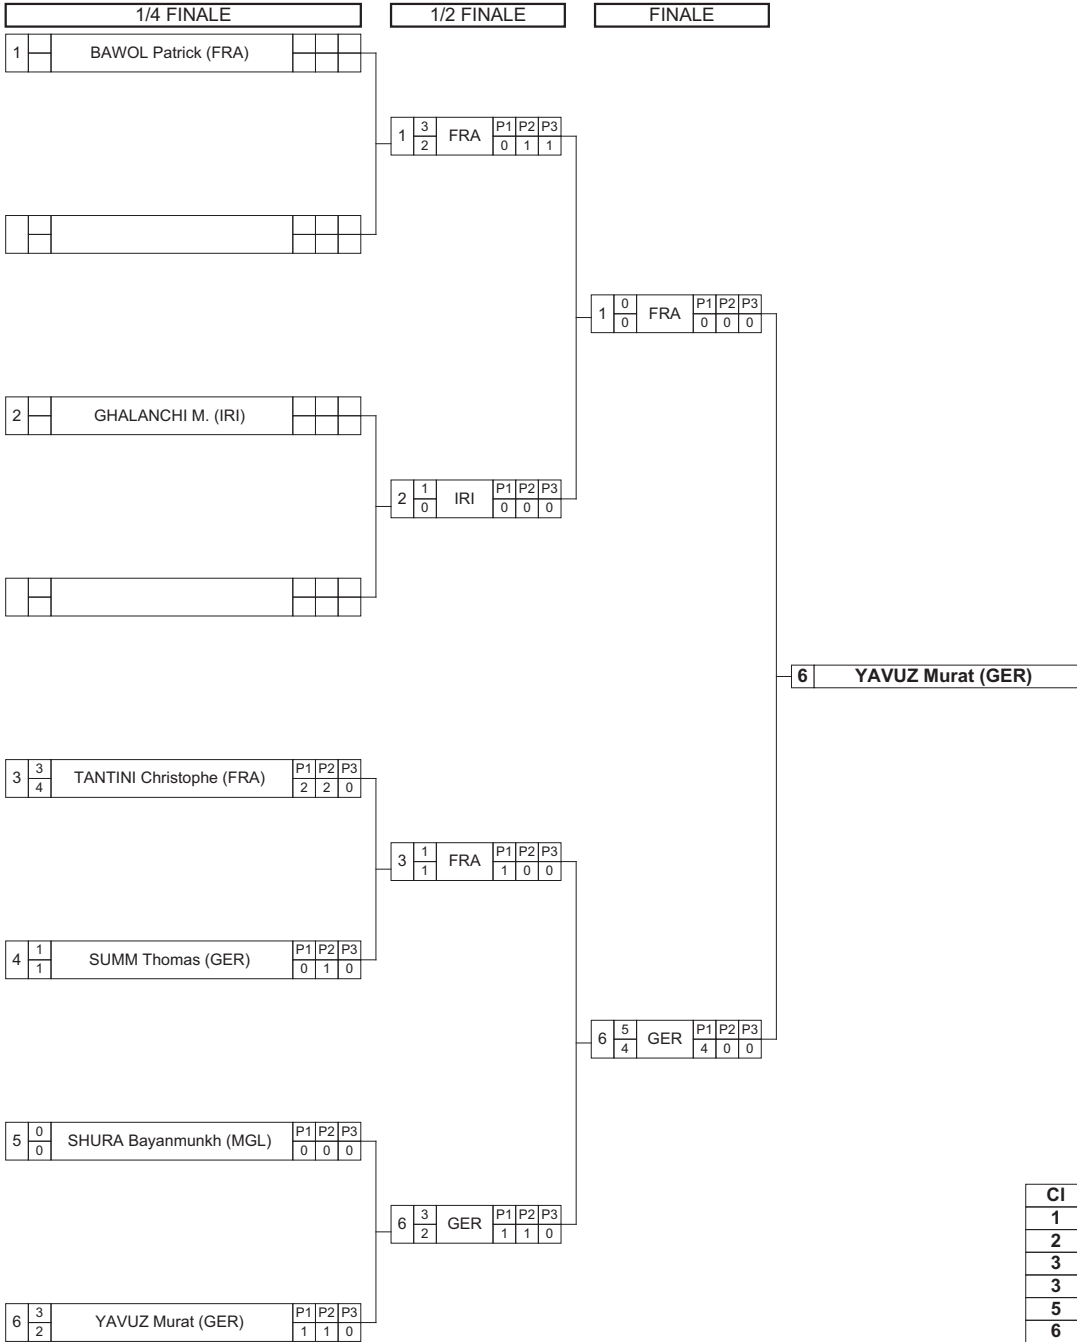 1/4 FINALE 1/2 FINALE FINALE
1 BAWOL Patrick (FRA)
1 3 2 FRA P1 P2 P3 0 1 1
1 0 0 FRA P1 P2 P3 0 0 0
2 GHALANCHI M. (IRI)
2 1 0 IRI P1 P2 P3 0 0 0
6 YAVUZ Murat (GER)
3 3 4 TANTINI Christophe (FRA) P1 P2 P3 2 2 0
3 1 1 FRA P1 P2 P3 1 0 0
4 1 1 SUMM Thomas (GER) P1 P2 P3 0 1 0
6 5 4 GER P1 P2 P3 4 0 0
5 0 0 SHURA Bayanmunkh (MGL) P1 P2 P3 0 0 0
6 3 2 GER P1 P2 P3 1 1 0
6 3 2 YAVUZ Murat (GER) P1 P2 P3 1 1 0
Cl
1
2
3
3
5
6